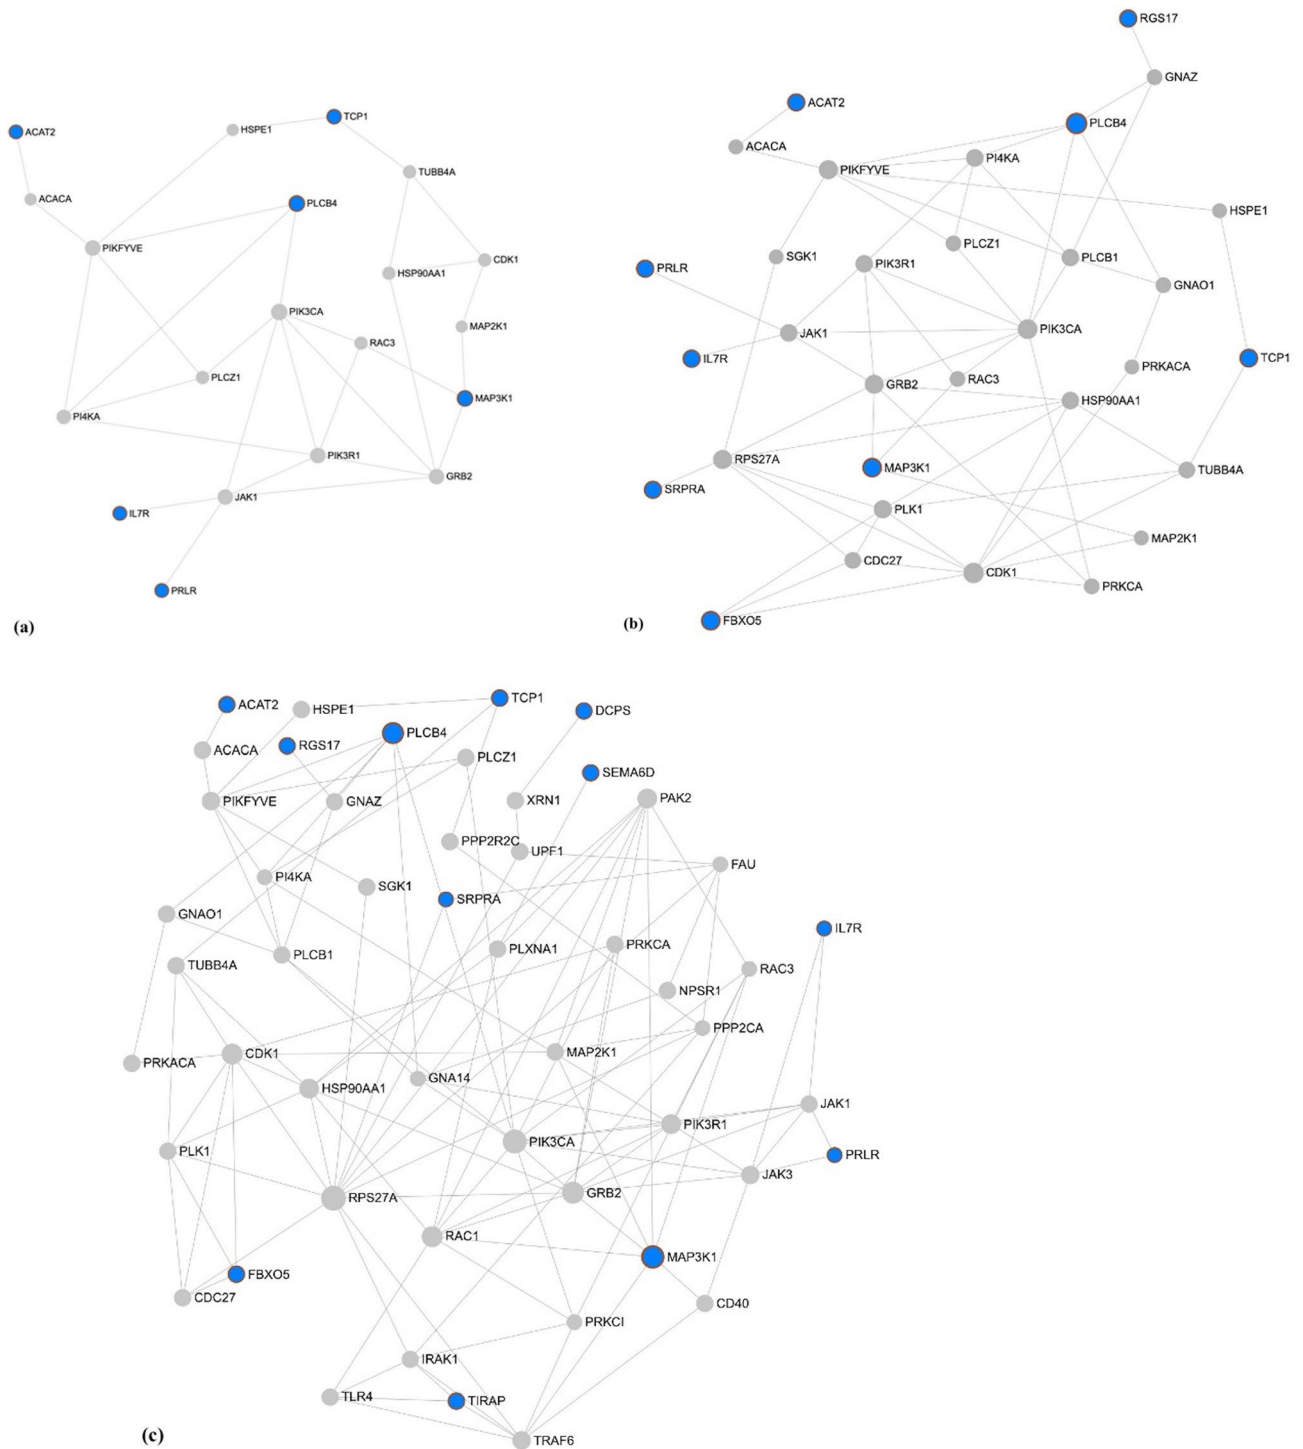 TCP1
HSPE1
ACAT2
TUBB4A
ACACA
PLCB4
PIKFYVE
CDK1
HSP90AA1
PIK3CA
MAP2K1
RAC3
PLCZ1
MAP3K1
PI4KA
PIK3R1
GRB2
JAK1
IL7R
PRLR
(a)
RGS17
GNAZ
ACAT2
PLCB4
ACACA
PI4KA
PIKFYVE
HSPE1
PLCZ1
SGK1
PLCB1
PIK3R1
PRLR
GNAO1
PIK3CA
JAK1
IL7R
TCP1
PRKACA
RAC3
GRB2
HSP90AA1
RPS27A
MAP3K1
TUBB4A
SRPRA
PLK1
MAP2K1
CDC27
CDK1
PRKCA
FBXO5
(b)
TCP1
ACAT2
HSPE1
DCPS
PLCB4
RGS17
ACACA
PLCZ1
SEMA6D
PAK2
PIKFYVE
GNAZ
XRN1
PPP2R2C
UPF1
FAU
PI4KA
SGK1
SRPRA
GNAO1
IL7R
PRKCA
PLXNA1
PLCB1
TUBB4A
RAC3
NPSR1
PPP2CA
MAP2K1
CDK1
PRKACA
GNA14
HSP90AA1
JAK1
PIK3R1
PIK3CA
PLK1
PRLR
JAK3
GRB2
RPS27A
RAC1
MAP3K1
FBXO5
CDC27
CD40
PRKCI
IRAK1
TLR4
TIRAP
TRAF6
(c)